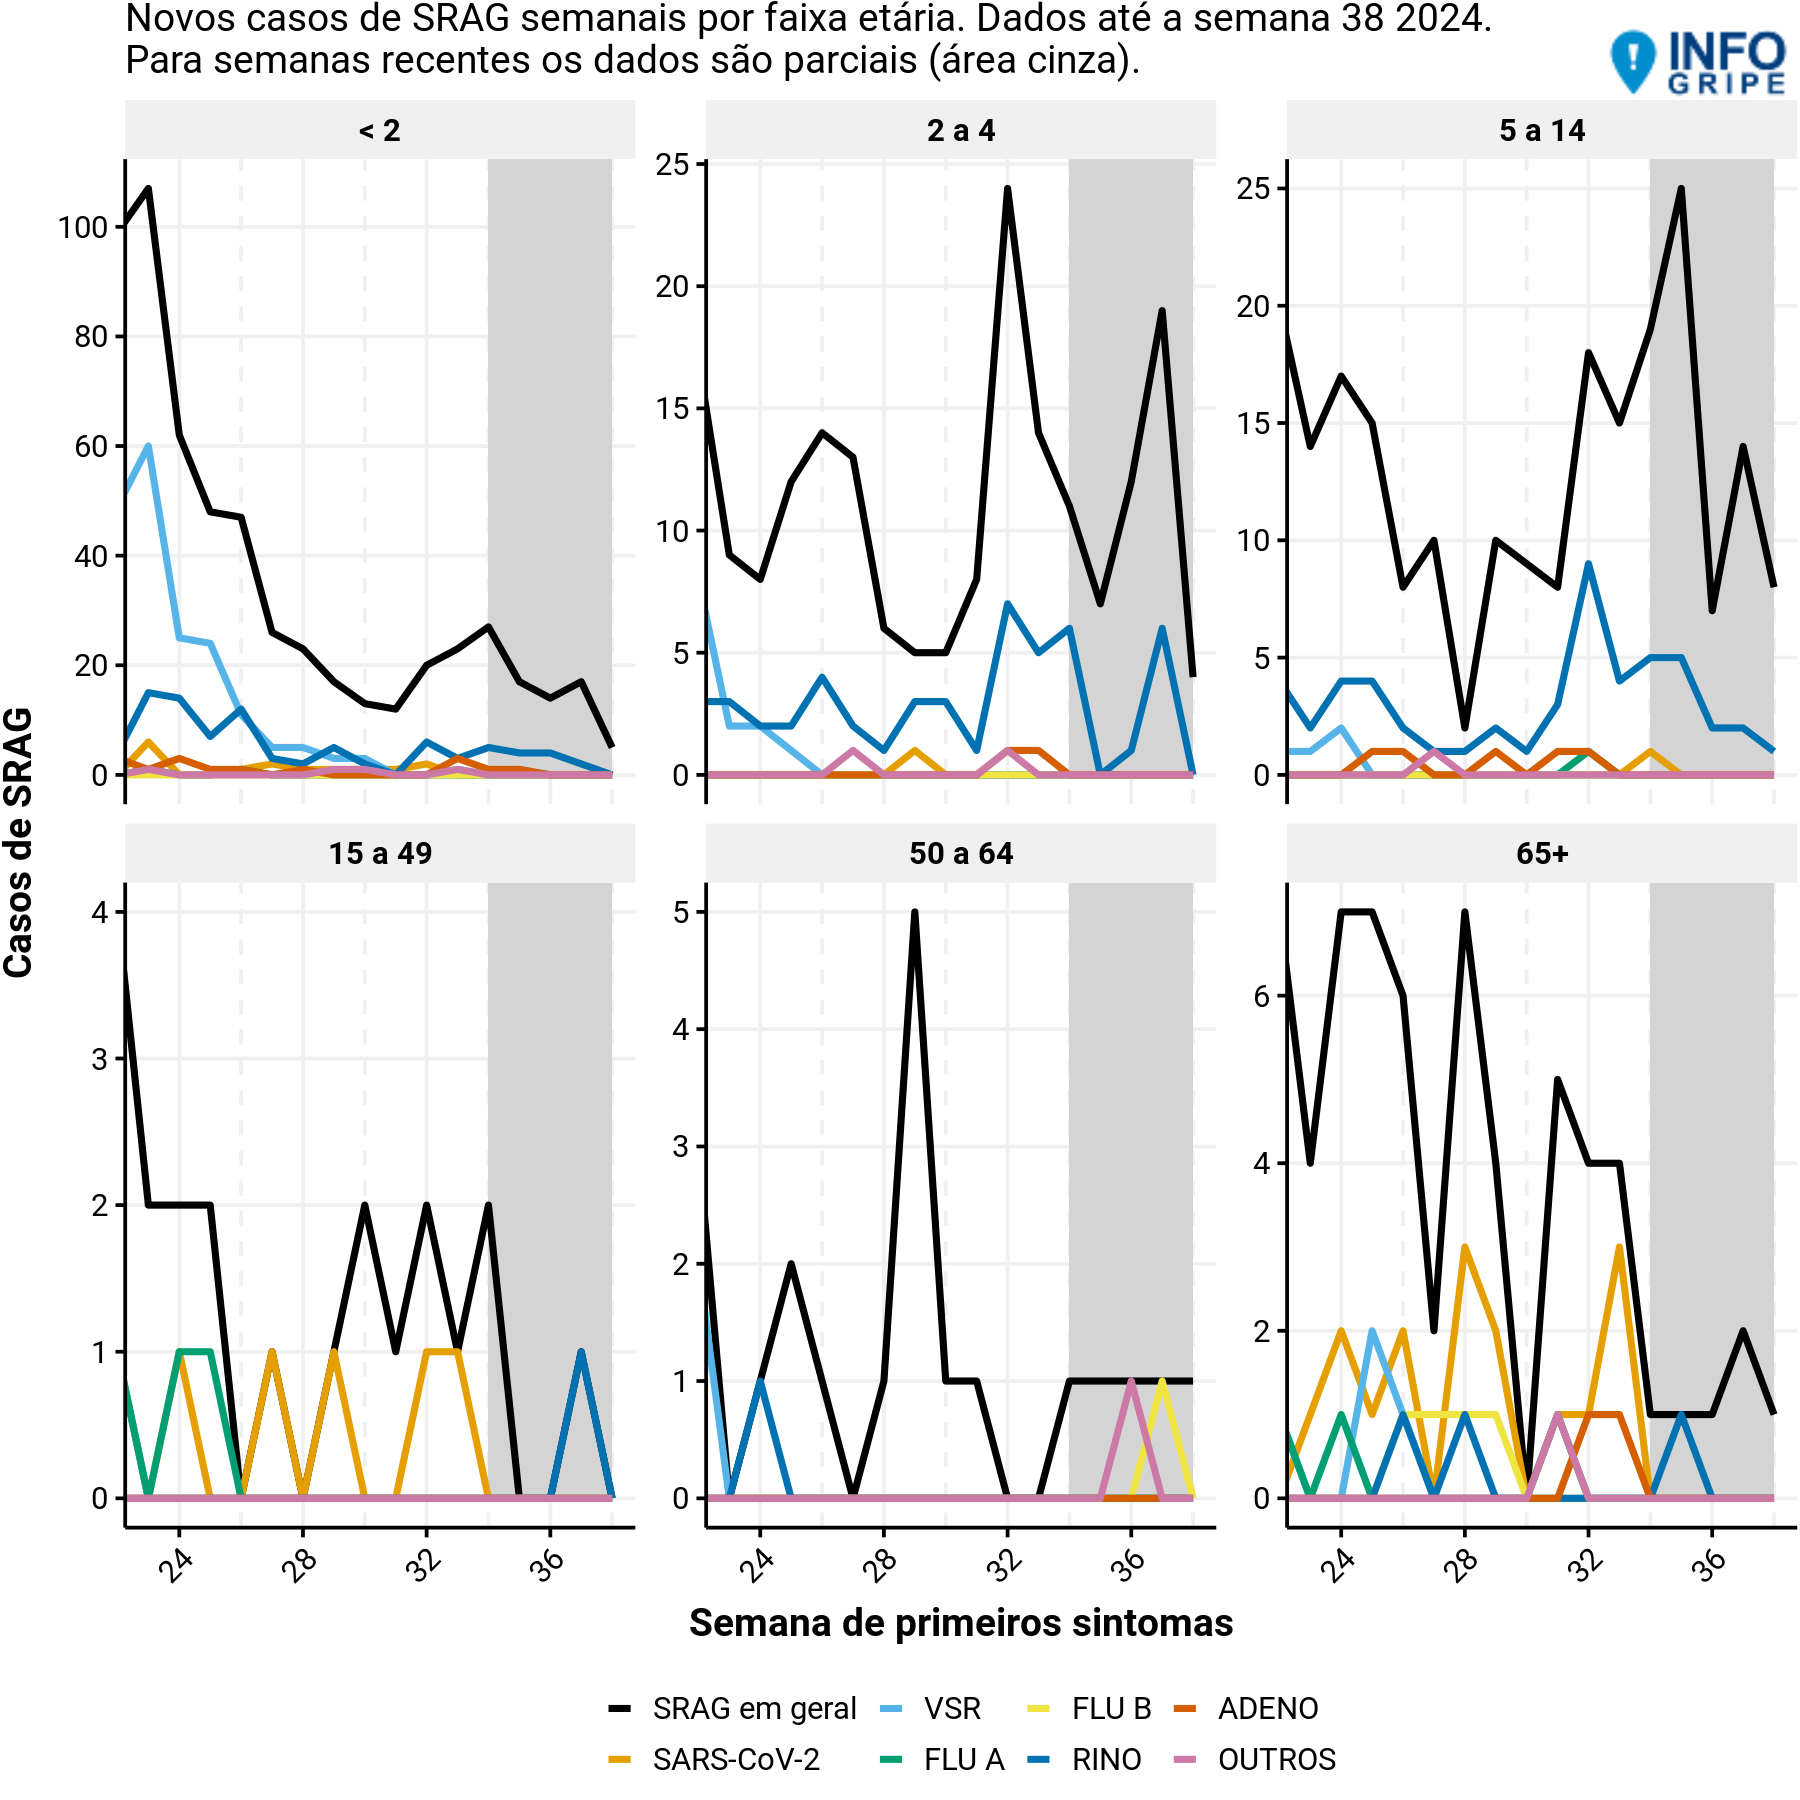 Novos casos de SRAG semanais por faixa etária. Dados até a semana 38 2024.
Para semanas recentes os dados são parciais (área cinza).
INFO
GRIPE
< 2
2 a 4
5 a 14
100
80
60
40
20
0
25
20
15
10
5
0
25
20
15
10
5
0
Casos de SRAG
15 a 49
50 a 64
65+
4
3
2
1
0
5
4
3
2
1
0
6
4
2
0
24 28 32 36
24 28 32 36
24 28 32 36
Semana de primeiros sintomas
SRAG em geral VSR FLU B ADENO
SARS-CoV-2 FLU A RINO OUTROS